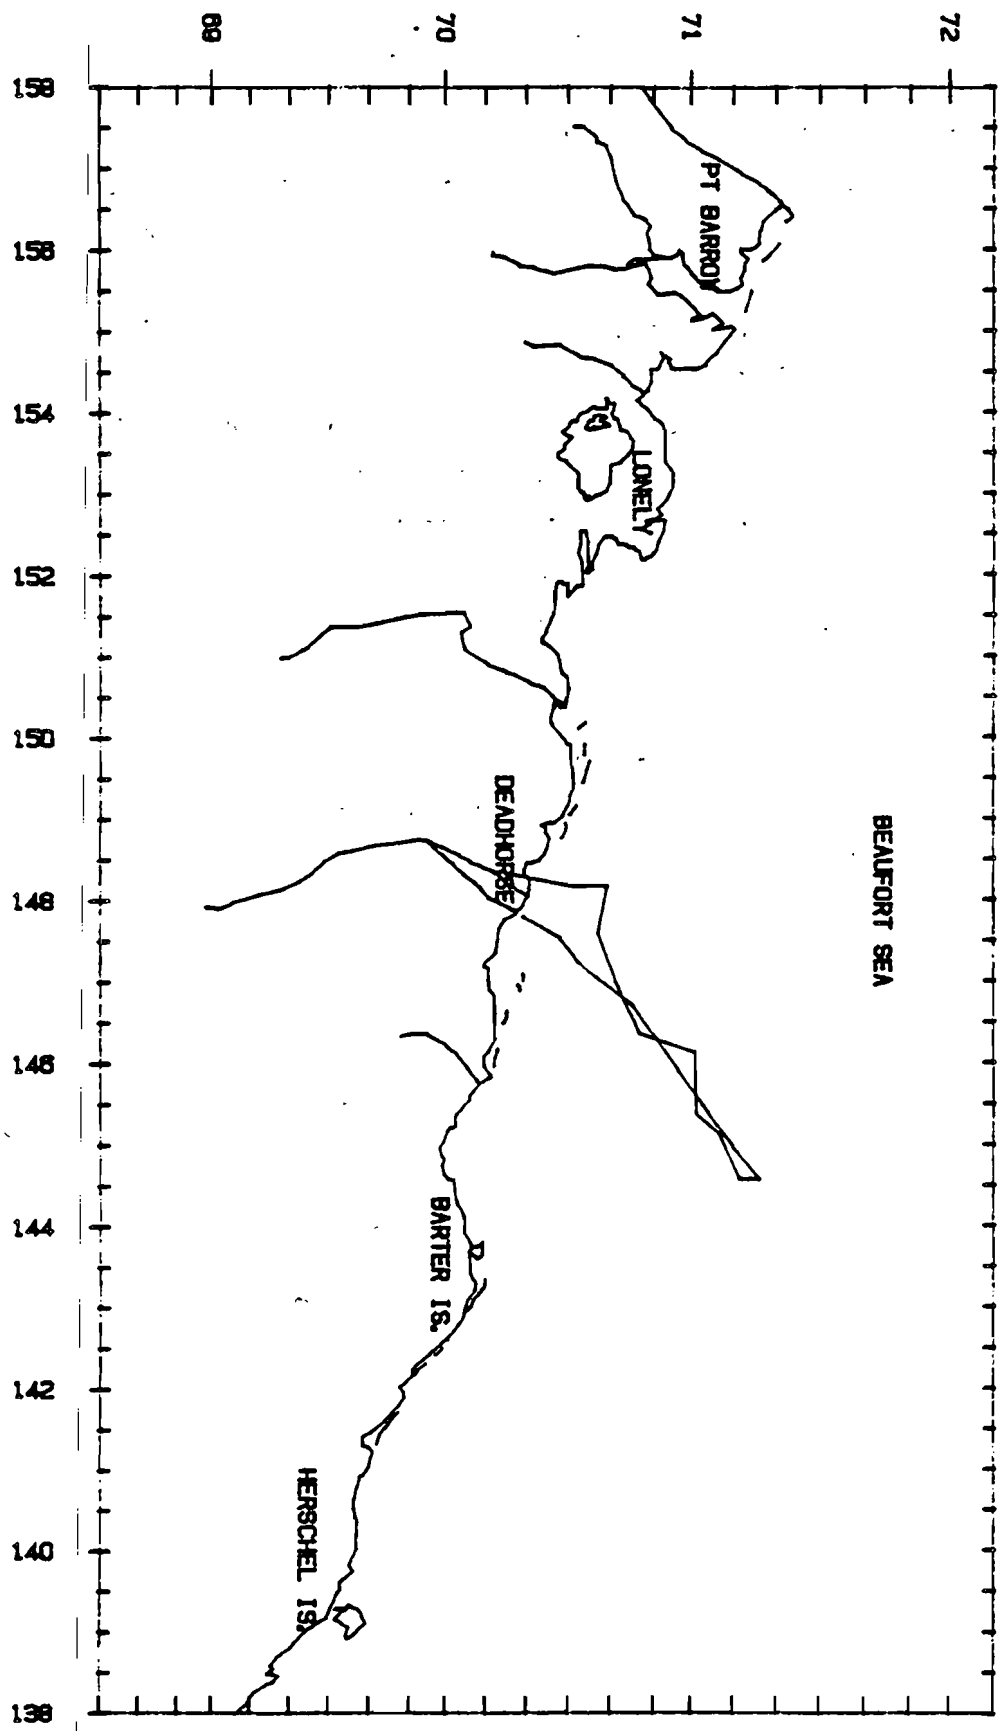 69
70
71
72
158
156
154
152
150
148
146
144
142
140
138
PT BARROW
LONELY
DEADHORSE
BEAUFORT SEA
BARTER IS.
HERSCHEL IS.